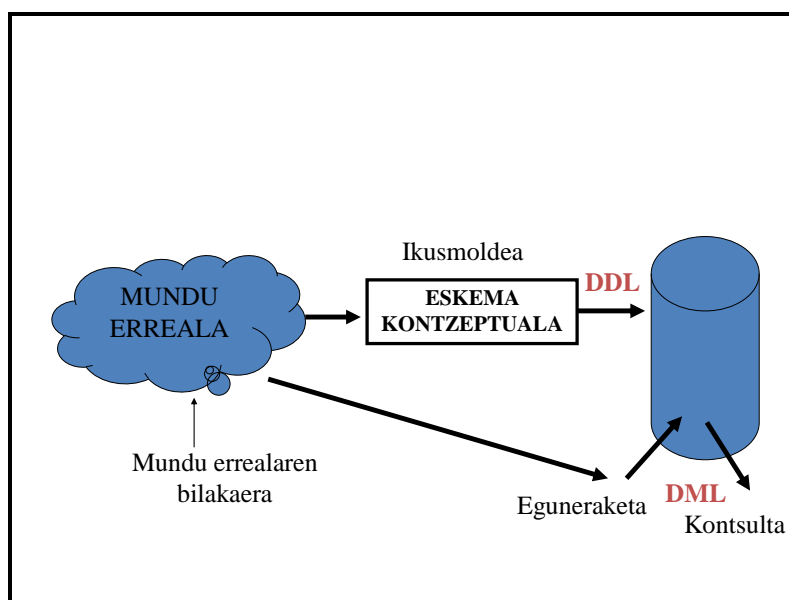 Ikusmoldea
MUNDU
ERREALA
ESKEMA
KONTZEPTUALA
DDL
Mundu errealaren
bilakaera
Eguneraketa
DML
Kontsulta